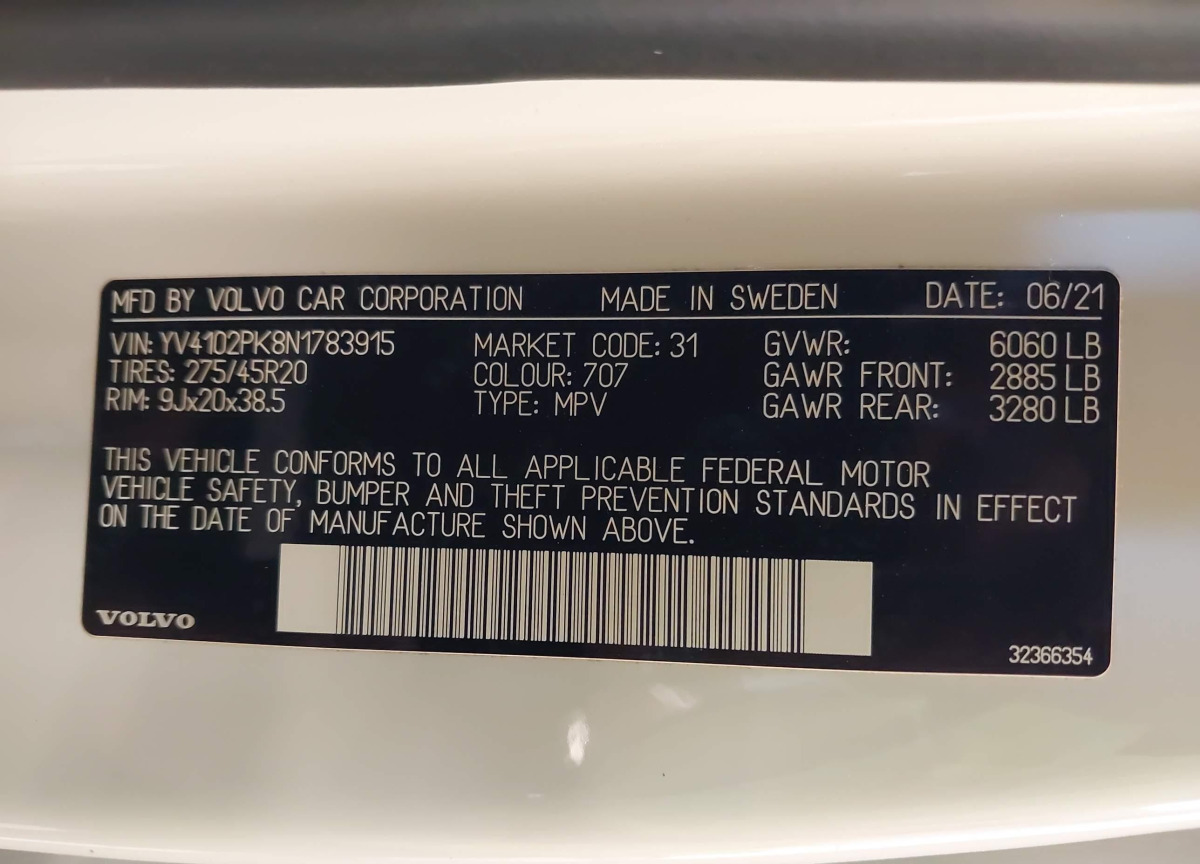 MFD BY VOLVO CAR CORPORATION MADE IN SWEDEN DATE: 06/21
VIN: YV4102PK8N1783915 MARKET CODE: 31 GVWR: 6060 LB
TIRES: 275/45R20 COLOUR: 707 GAWR FRONT: 2885 LB
RIM: 9Jx20x38.5 TYPE: MPV GAWR REAR: 3280 LB
THIS VEHICLE CONFORMS TO ALL APPLICABLE FEDERAL MOTOR
VEHICLE SAFETY, BUMPER AND THEFT PREVENTION STANDARDS IN EFFECT
ON THE DATE OF MANUFACTURE SHOWN ABOVE.
VOLVO
32366354